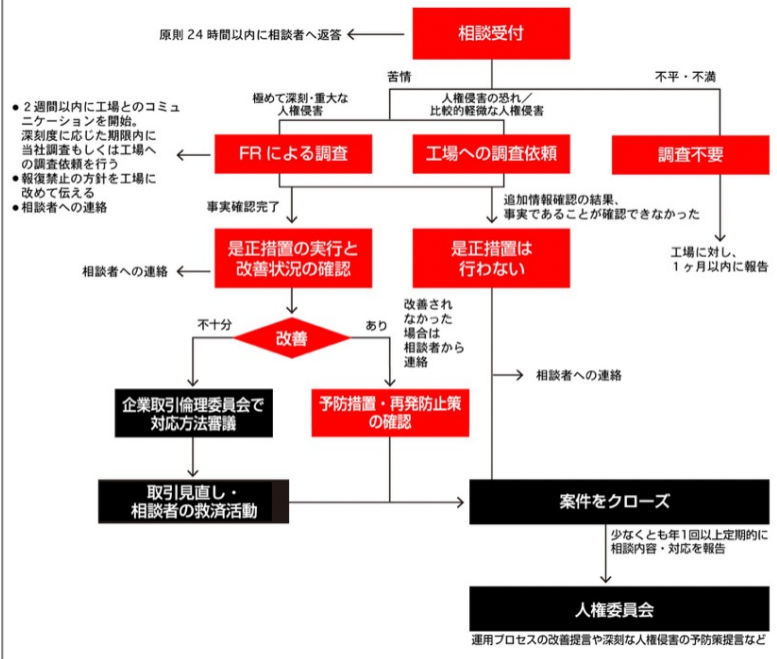 相談受付
原則24時間以内に相談者へ返答
苦情
不平・不満
極めて深刻・重大な
人権侵害
人権侵害の恐れ／
比較的軽微な人権侵害
FRによる調査
工場への調査依頼
調査不要
●2週間以内に工場とのコミュ
ニケーションを開始。
深刻度に応じた期限内に
当社調査もしくは工場へ
の調査依頼を行う
●報復禁止の方針を工場に
改めて伝える
●相談者への連絡
事実確認完了
追加情報確認の結果、
事実であることが確認できなかった
工場に対し、
1ヶ月以内に報告
是正措置の実行と
改善状況の確認
是正措置は
行わない
相談者への連絡
改善
不十分
あり
改善され
なかった
場合は
相談者から
連絡
相談者への連絡
企業取引倫理委員会で
対応方法審議
予防措置・再発防止策
の確認
取引見直し・
相談者の救済活動
案件をクローズ
少なくとも年1回以上定期的に
相談内容・対応を報告
人権委員会
運用プロセスの改善提言や深刻な人権侵害の予防策提言など